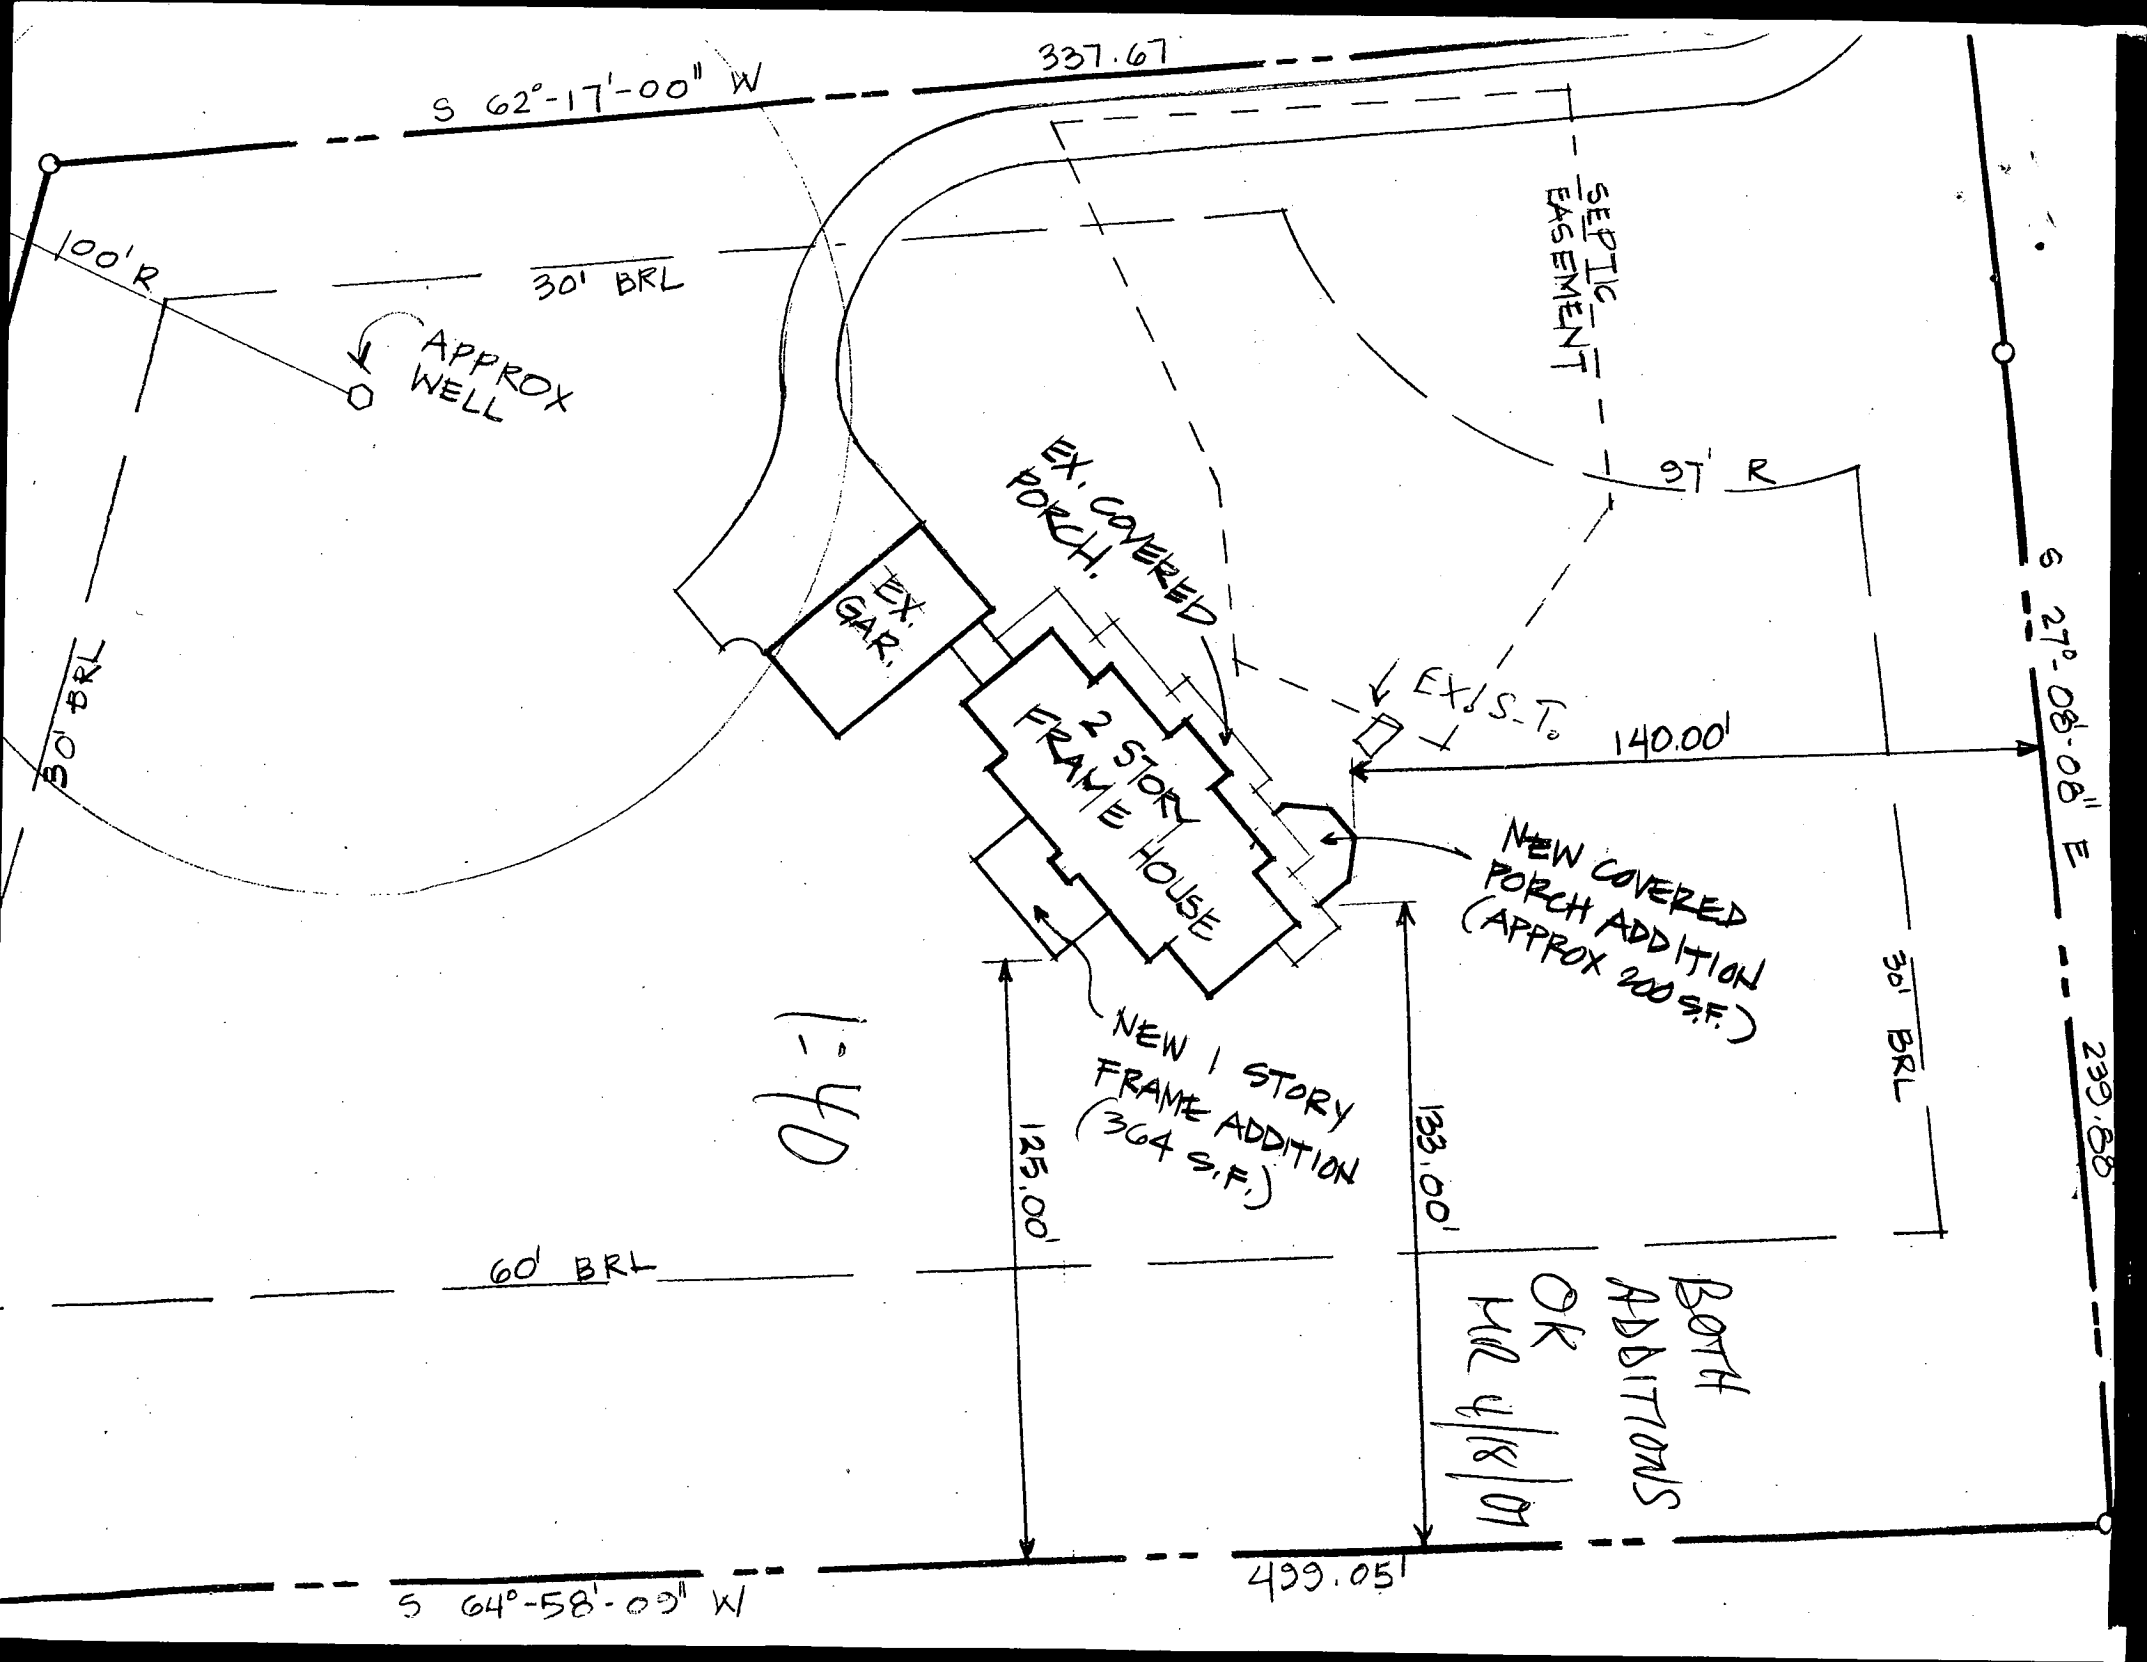 S 62°-17'-00" W
337.67
100' R
30' BRL
APPROX
WELL
SEPTIC
EASEMENT
EX. COVERED
PORCH.
97' R
EX.
GAR.
30' BRL
2 STORY
FRAME HOUSE
EX. S.T.
140.00'
S 27°-08'-08" E
239.88
NEW COVERED
PORCH ADDITION
(APPROX 200 S.F.)
30' BRL
1=40
NEW 1 STORY
FRAME ADDITION
(364 S.F.)
125.00'
133.00'
60' BRL
BOTH
ADDITIONS
OK
4/18/07
499.05'
S 64°-58'-09" W